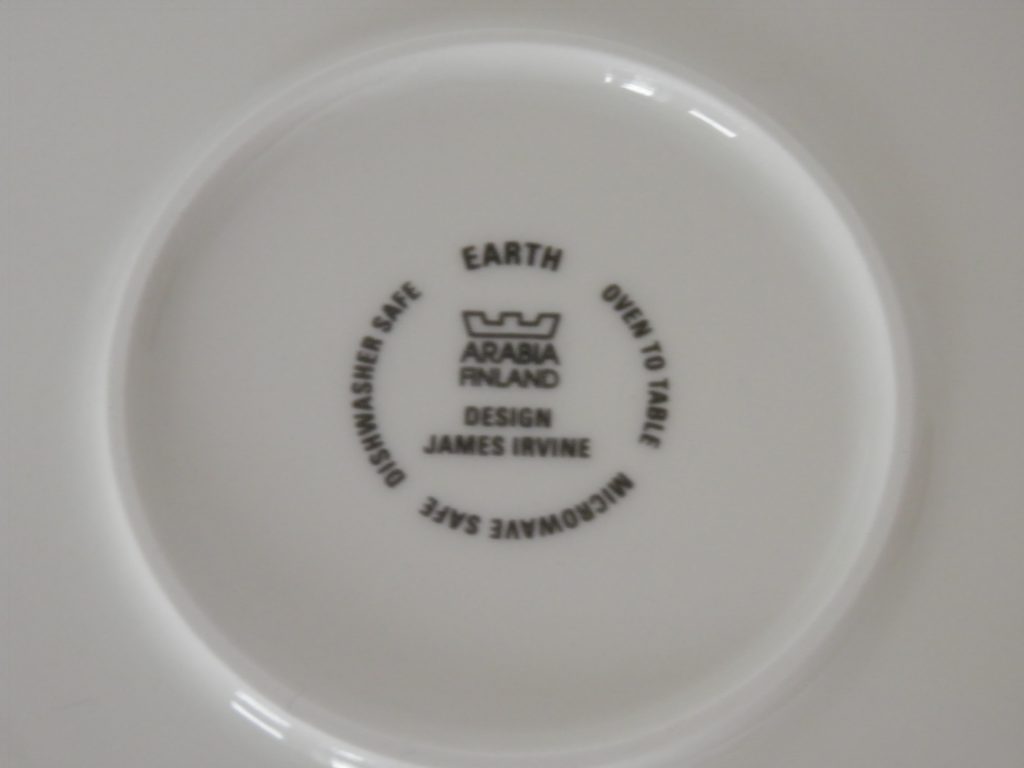 EARTH
OVEN TO TABLE
MICROWAVE SAFE
DISHWASHER SAFE
ARABIA
FINLAND
DESIGN
JAMES IRVINE